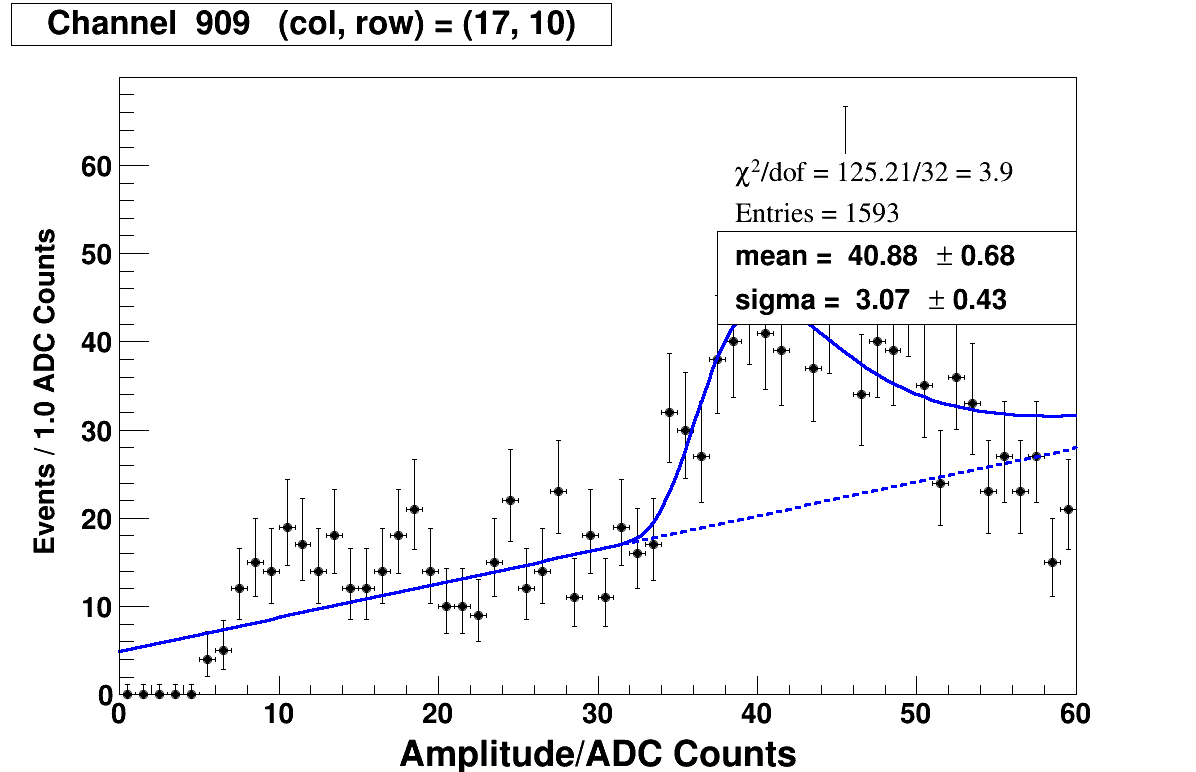 Channel 909 (col, row) = (17, 10)
χ²/dof = 125.21/32 = 3.9
Entries = 1593
mean = 40.88 ± 0.68
sigma = 3.07 ± 0.43
Events / 1.0 ADC Counts
60
50
40
30
20
10
0
0 10 20 30 40 50 60
Amplitude/ADC Counts